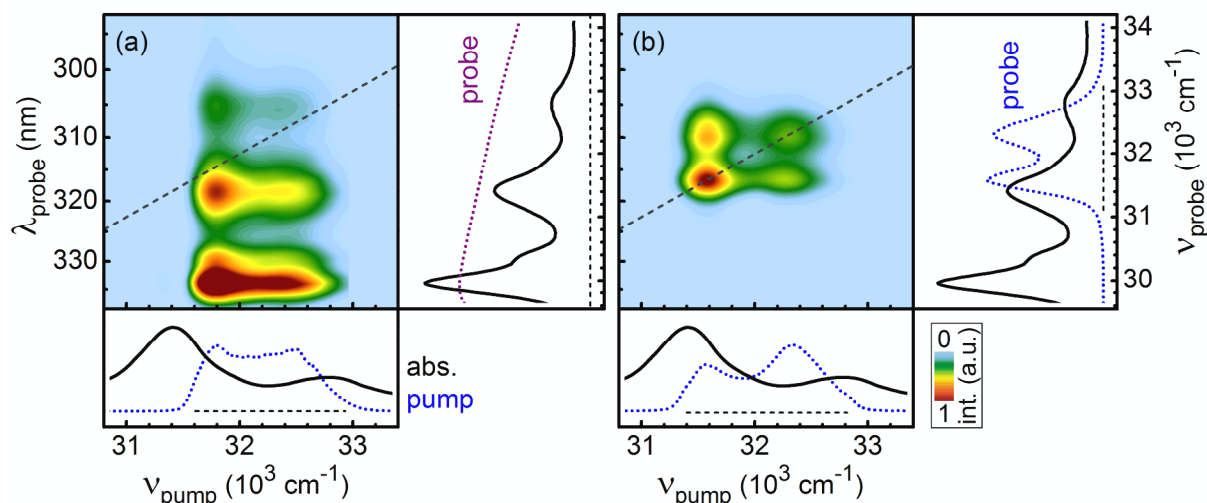 (a)
300
310
320
330
λprobe (nm)
probe
(b)
probe
34
33
32
31
30
νprobe (10³ cm⁻¹)
abs.
pump
31 32 33
νpump (10³ cm⁻¹)
31 32 33
νpump (10³ cm⁻¹)
0
1
int. (a.u.)